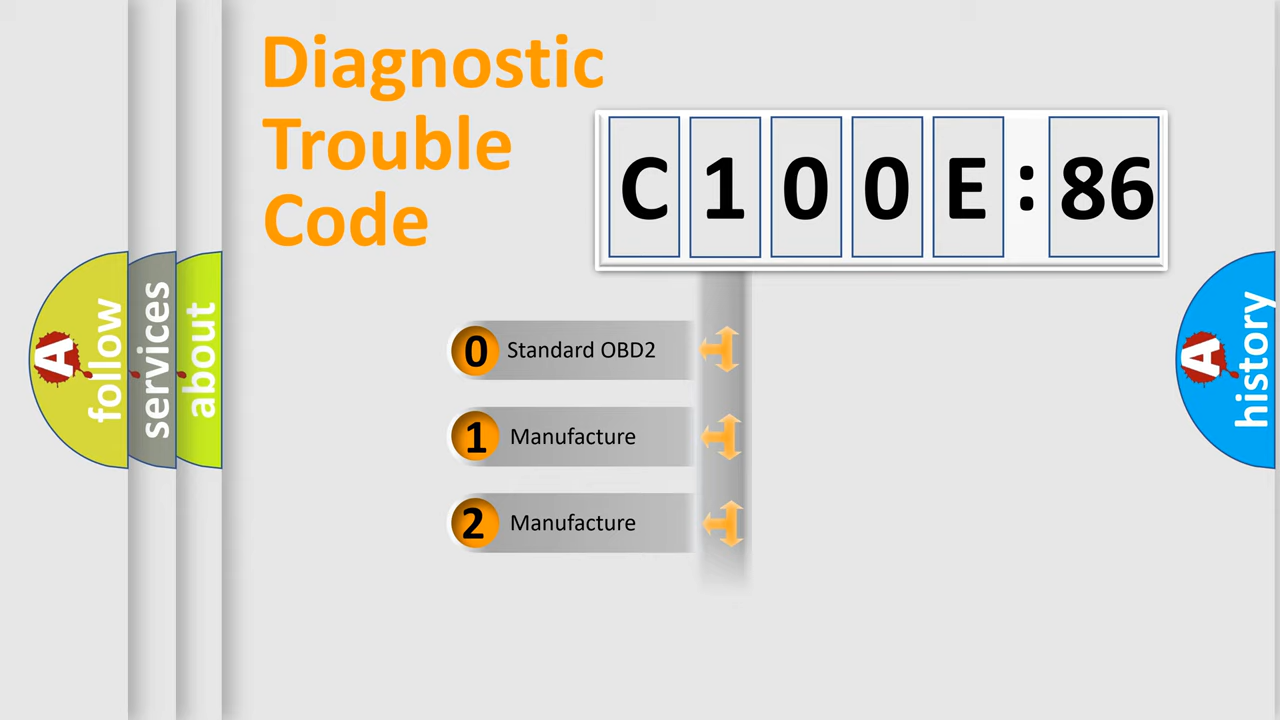 Diagnostic
Trouble
Code
C 1 0 0 E : 86
0 Standard OBD2
1 Manufacture
2 Manufacture
A follow
services
about
A history